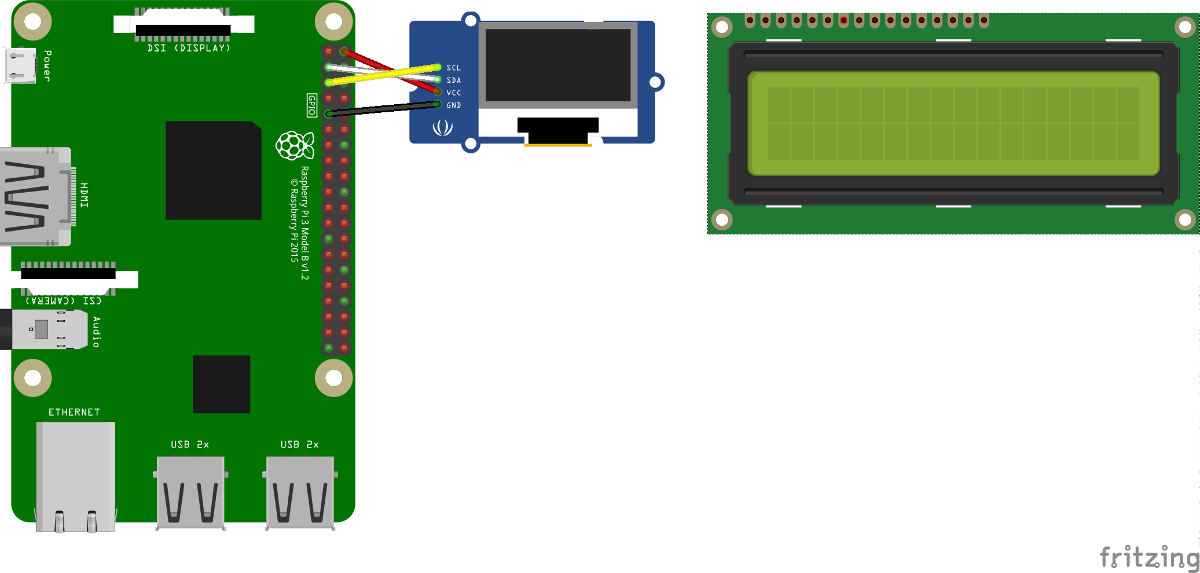 DSI (DISPLAY)
Power
SCL
SDA
VCC
GND
GPIO
HDMI
Raspberry Pi 3 Model B v1.2
© Raspberry Pi 2015
CSI (CAMERA)
Audio
ETHERNET
USB 2x
USB 2x
fritzing